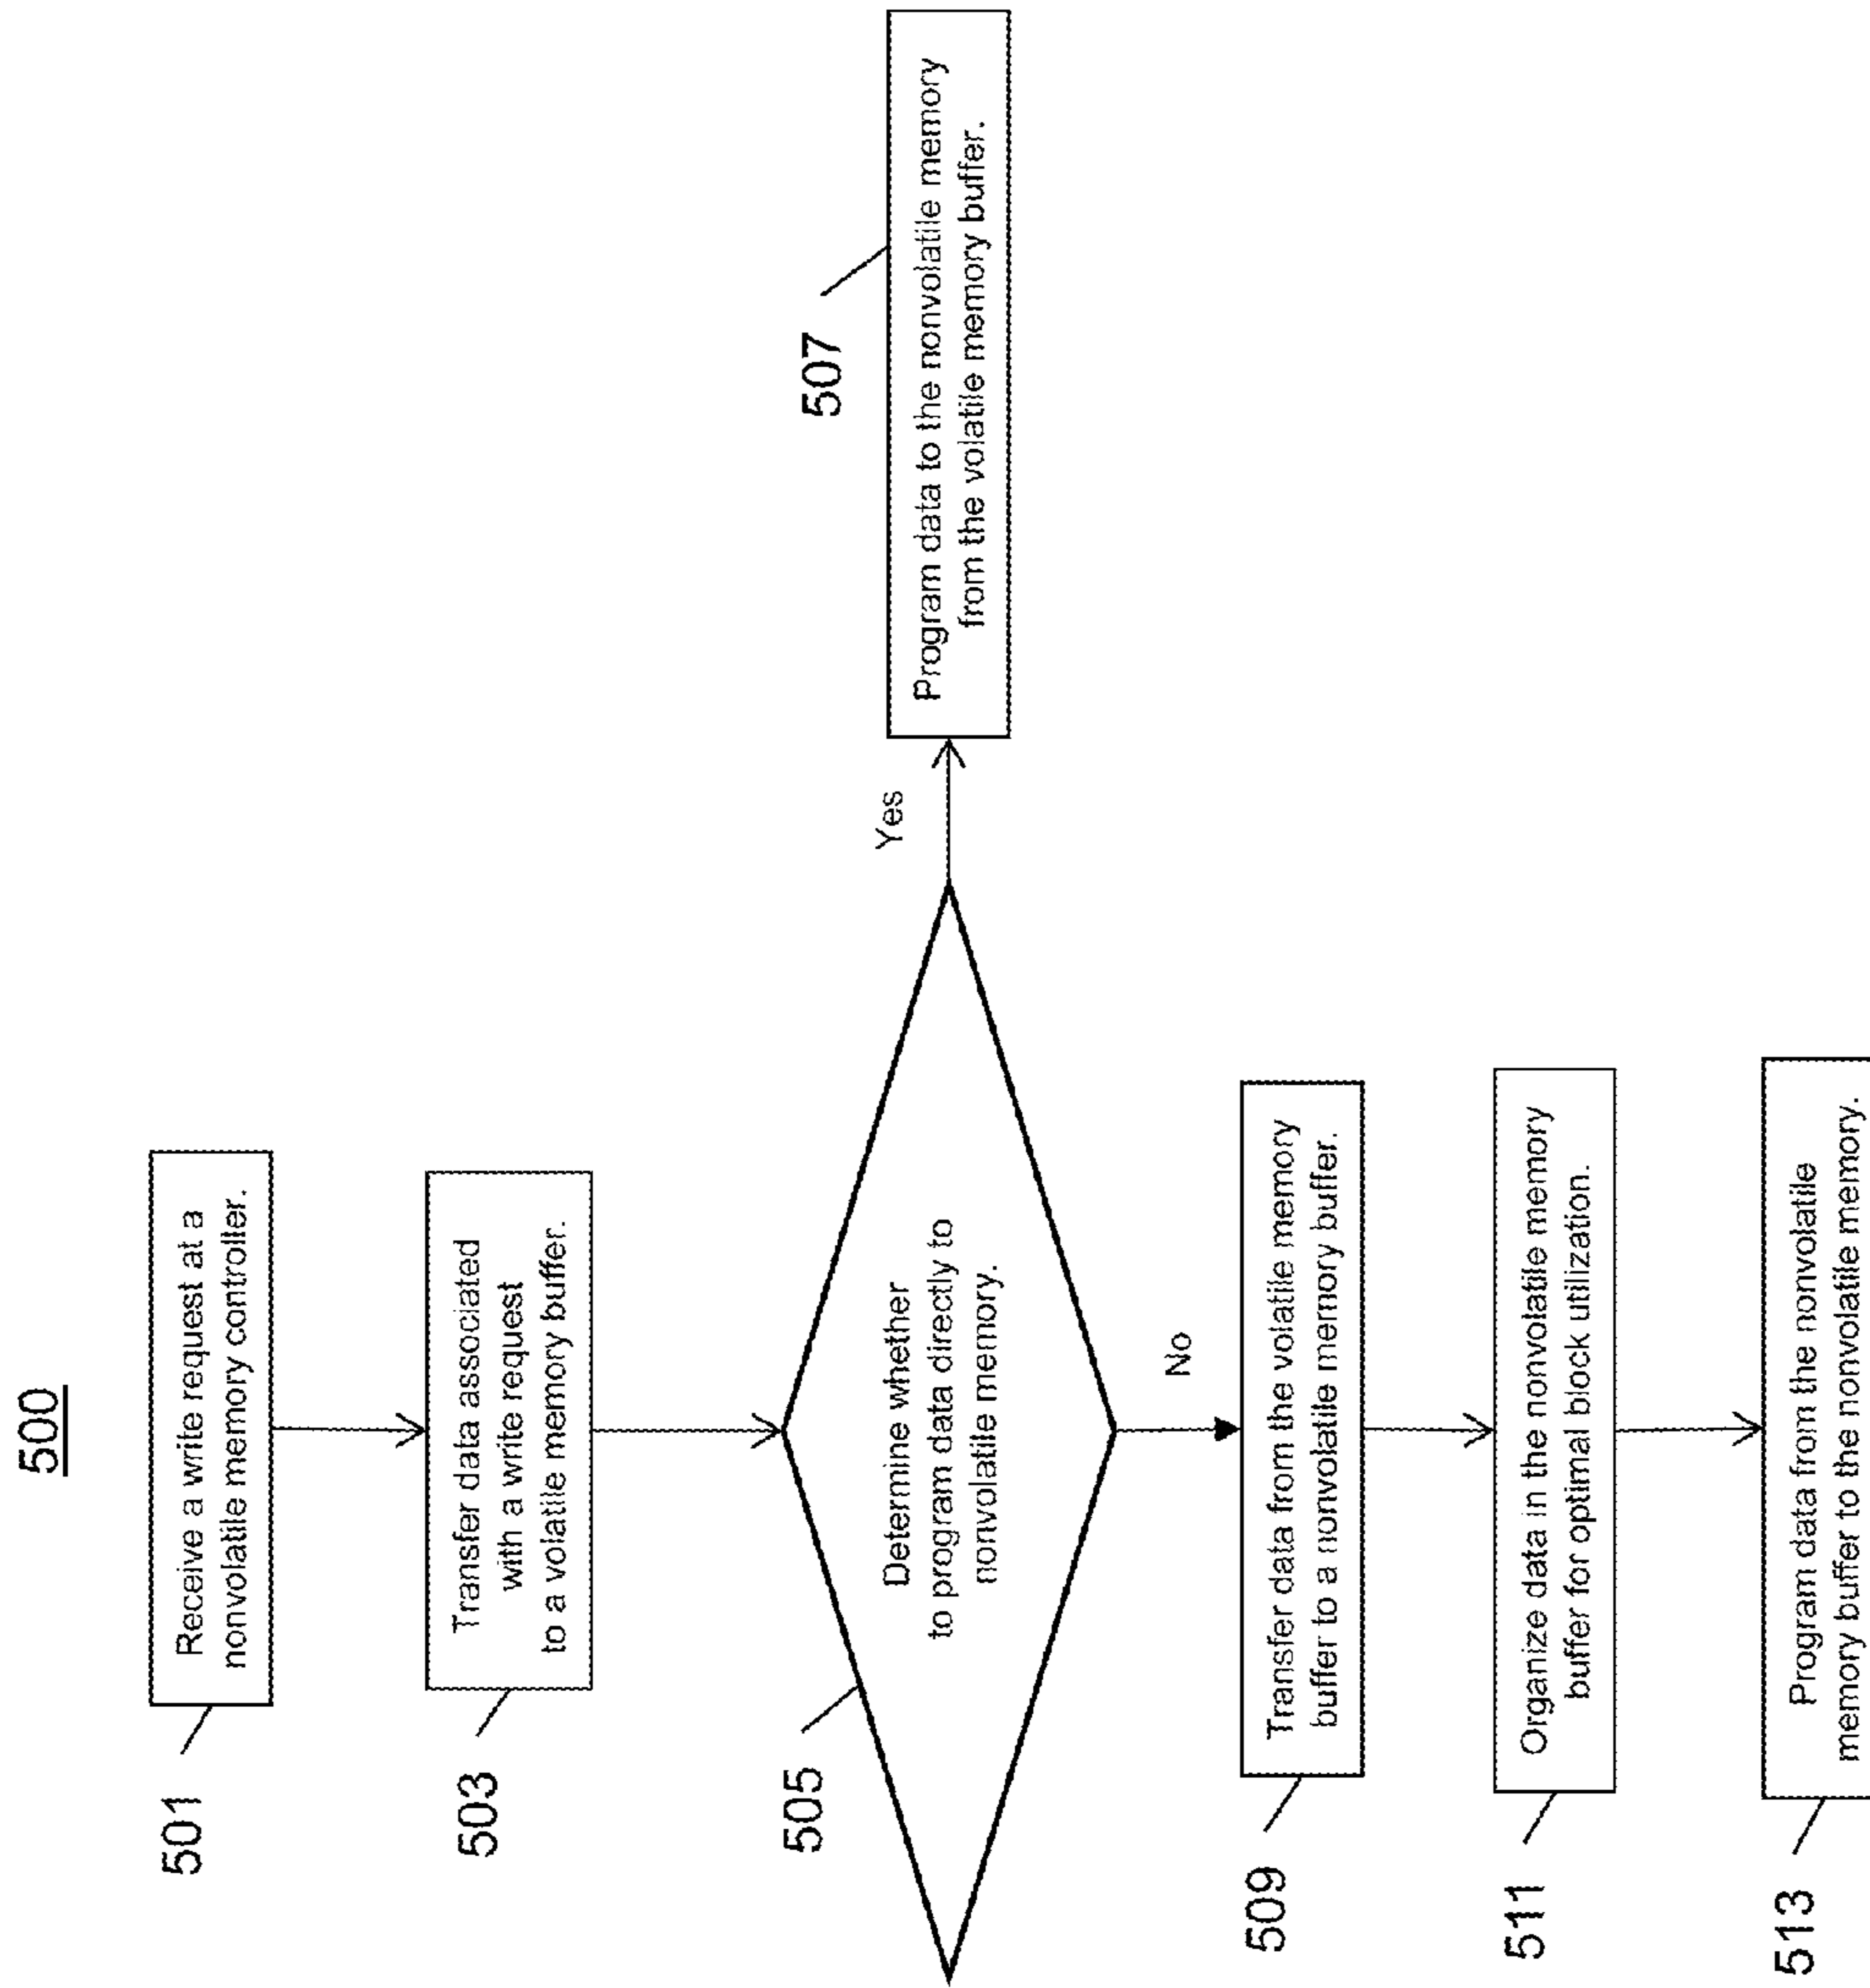 500
501
Receive a write request at a
nonvolatile memory controller.
503
Transfer data associated
with a write request
to a volatile memory buffer.
505
Determine whether
to program data directly to
nonvolatile memory.
Yes
507
Program data to the nonvolatile memory
from the volatile memory buffer.
No
509
Transfer data from the volatile memory
buffer to a nonvolatile memory buffer.
511
Organize data in the nonvolatile memory
buffer for optimal block utilization.
513
Program data from the nonvolatile
memory buffer to the nonvolatile memory.